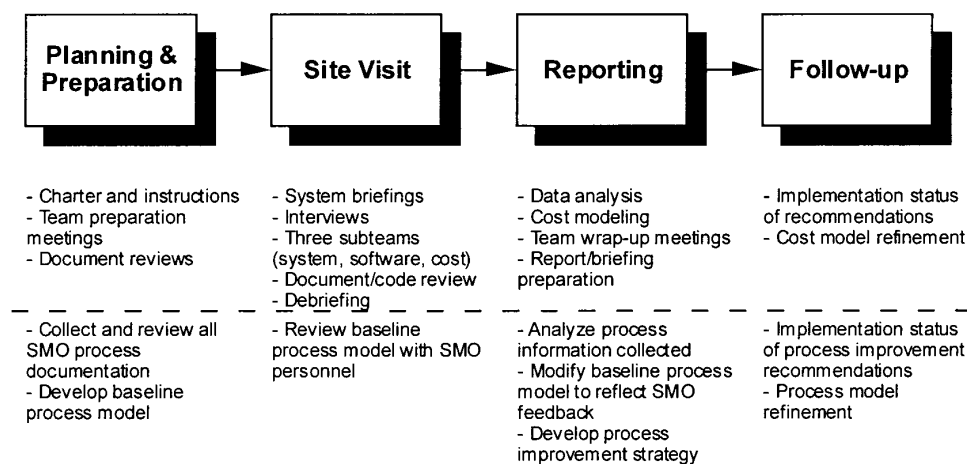 Planning &
Preparation
Site Visit
Reporting
Follow-up
- Charter and instructions
- Team preparation
meetings
- Document reviews
- System briefings
- Interviews
- Three subteams
(system, software, cost)
- Document/code review
- Debriefing
- Data analysis
- Cost modeling
- Team wrap-up meetings
- Report/briefing
preparation
- Implementation status
of recommendations
- Cost model refinement
- Collect and review all
SMO process
documentation
- Develop baseline
process model
- Review baseline
process model with SMO
personnel
- Analyze process
information collected
- Modify baseline process
model to reflect SMO
feedback
- Develop process
improvement strategy
- Implementation status
of process improvement
recommendations
- Process model
refinement